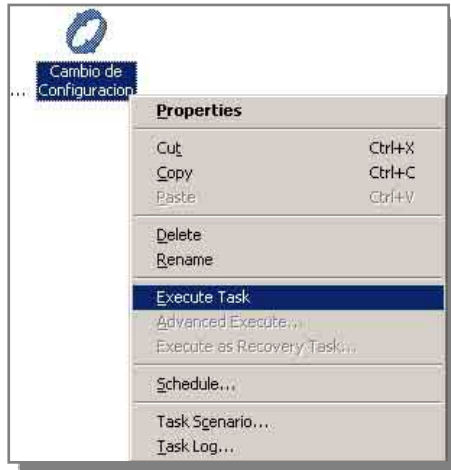 Cambio de
... Configuracion
Properties
Cut Ctrl+X
Copy Ctrl+C
Paste Ctrl+V
Delete
Rename
Execute Task
Advanced Execute...
Execute as Recovery Task...
Schedule...
Task Scenario...
Task Log...